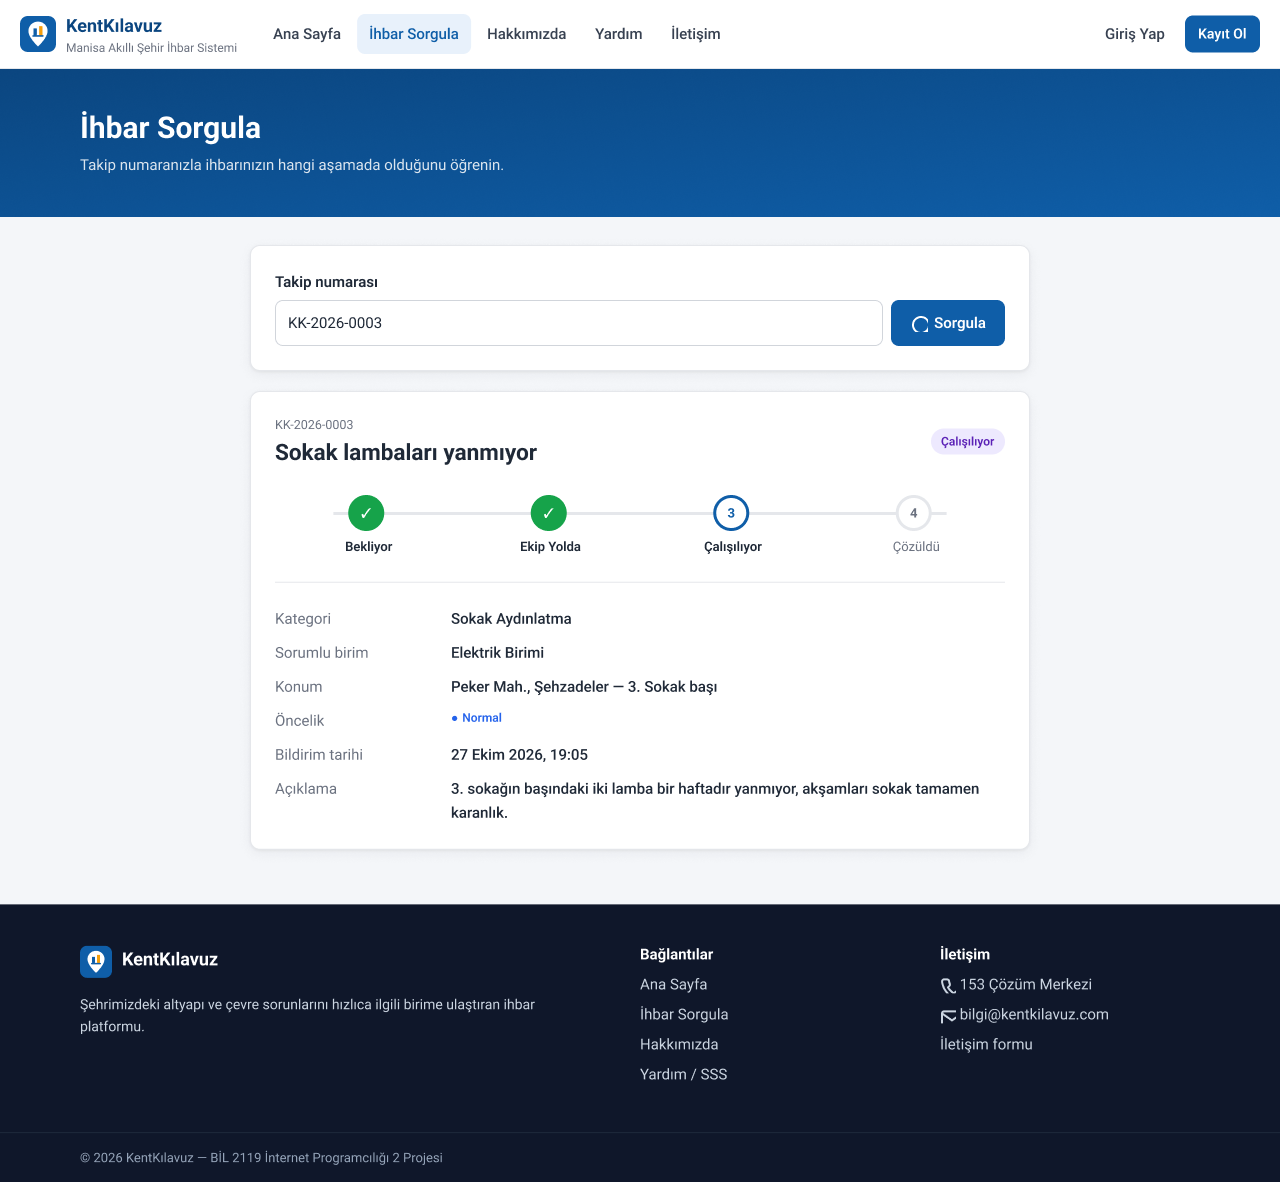 KentKılavuz
Manisa Akıllı Şehir İhbar Sistemi
Ana Sayfa
İhbar Sorgula
Hakkımızda
Yardım
İletişim
Giriş Yap
Kayıt Ol
İhbar Sorgula
Takip numaranızla ihbarınızın hangi aşamada olduğunu öğrenin.
Takip numarası
KK-2026-0003
Sorgula
KK-2026-0003
Sokak lambaları yanmıyor
Çalışılıyor
✓ ✓ 3 4
Bekliyor Ekip Yolda Çalışılıyor Çözüldü
Kategori Sokak Aydınlatma
Sorumlu birim Elektrik Birimi
Konum Peker Mah., Şehzadeler — 3. Sokak başı
Öncelik ● Normal
Bildirim tarihi 27 Ekim 2026, 19:05
Açıklama 3. sokağın başındaki iki lamba bir haftadır yanmıyor, akşamları sokak tamamen
karanlık.
KentKılavuz
Şehrimizdeki altyapı ve çevre sorunlarını hızlıca ilgili birime ulaştıran ihbar
platformu.
Bağlantılar
Ana Sayfa
İhbar Sorgula
Hakkımızda
Yardım / SSS
İletişim
153 Çözüm Merkezi
bilgi@kentkilavuz.com
İletişim formu
© 2026 KentKılavuz — BİL 2119 İnternet Programcılığı 2 Projesi